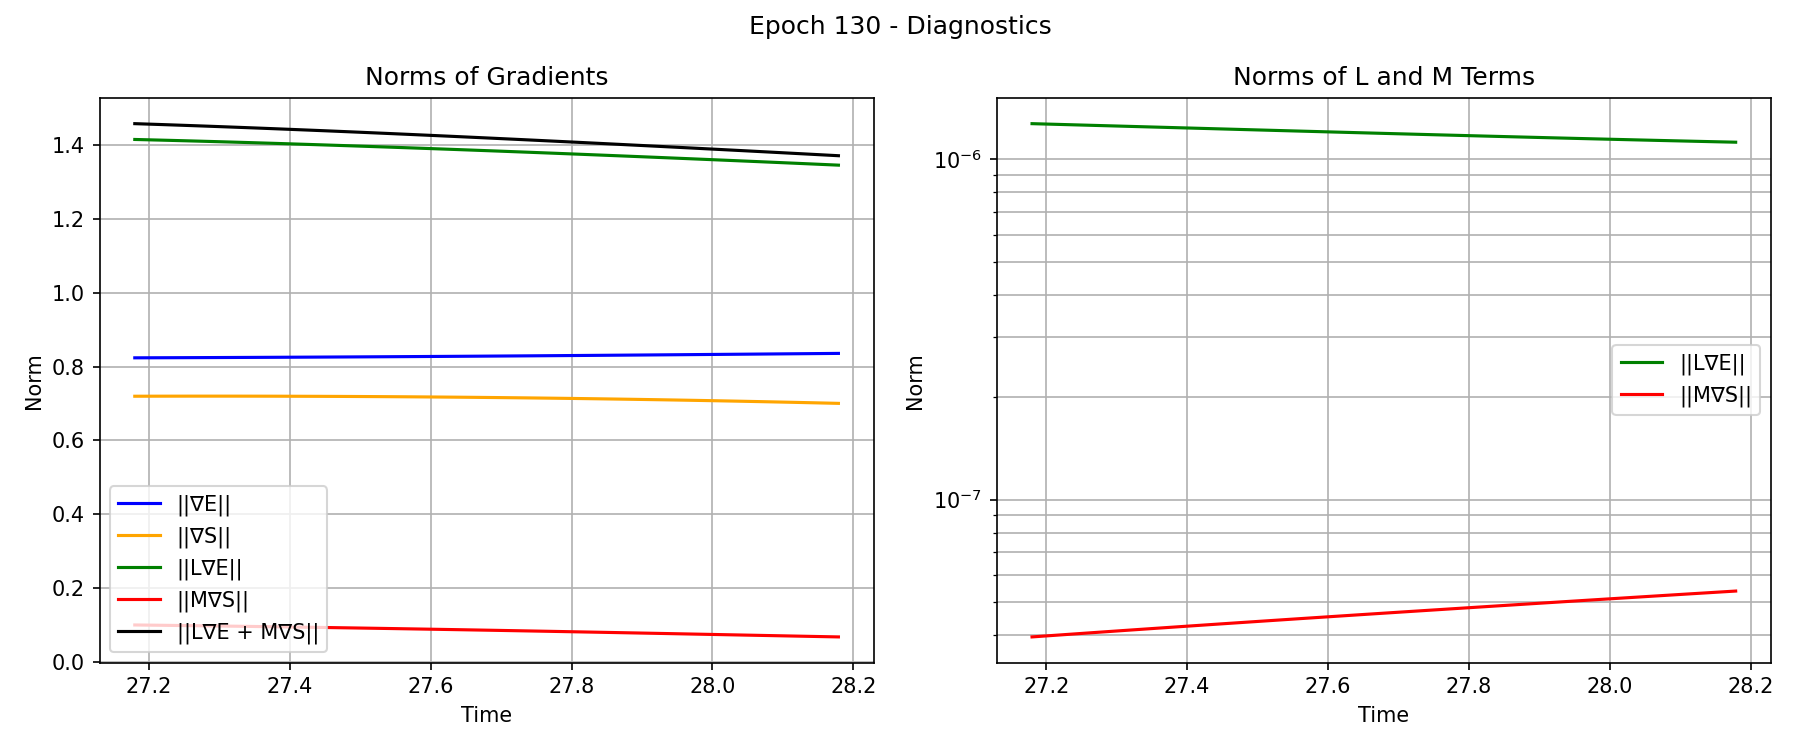 Epoch 130 - Diagnostics
Norms of Gradients
Norm
1.4
1.2
1.0
0.8
0.6
0.4
0.2
0.0
||∇E||
||∇S||
||L∇E||
||M∇S||
||L∇E + M∇S||
27.2 27.4 27.6 27.8 28.0 28.2
Time
Norms of L and M Terms
Norm
10⁻⁶
10⁻⁷
||L∇E||
||M∇S||
27.2 27.4 27.6 27.8 28.0 28.2
Time